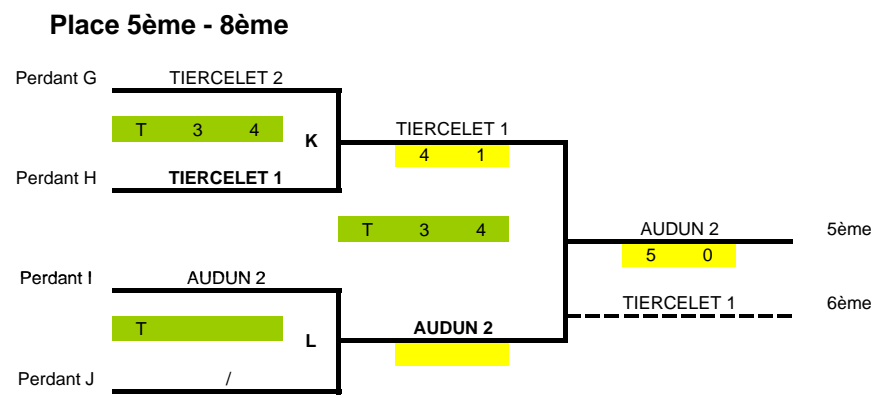 Place 5ème - 8ème
Perdant G TIERCELET 2
T 3 4 K TIERCELET 1
4 1
Perdant H TIERCELET 1
T 3 4 AUDUN 2 5ème
5 0
Perdant I AUDUN 2
TIERCELET 1 6ème
T L AUDUN 2
Perdant J /